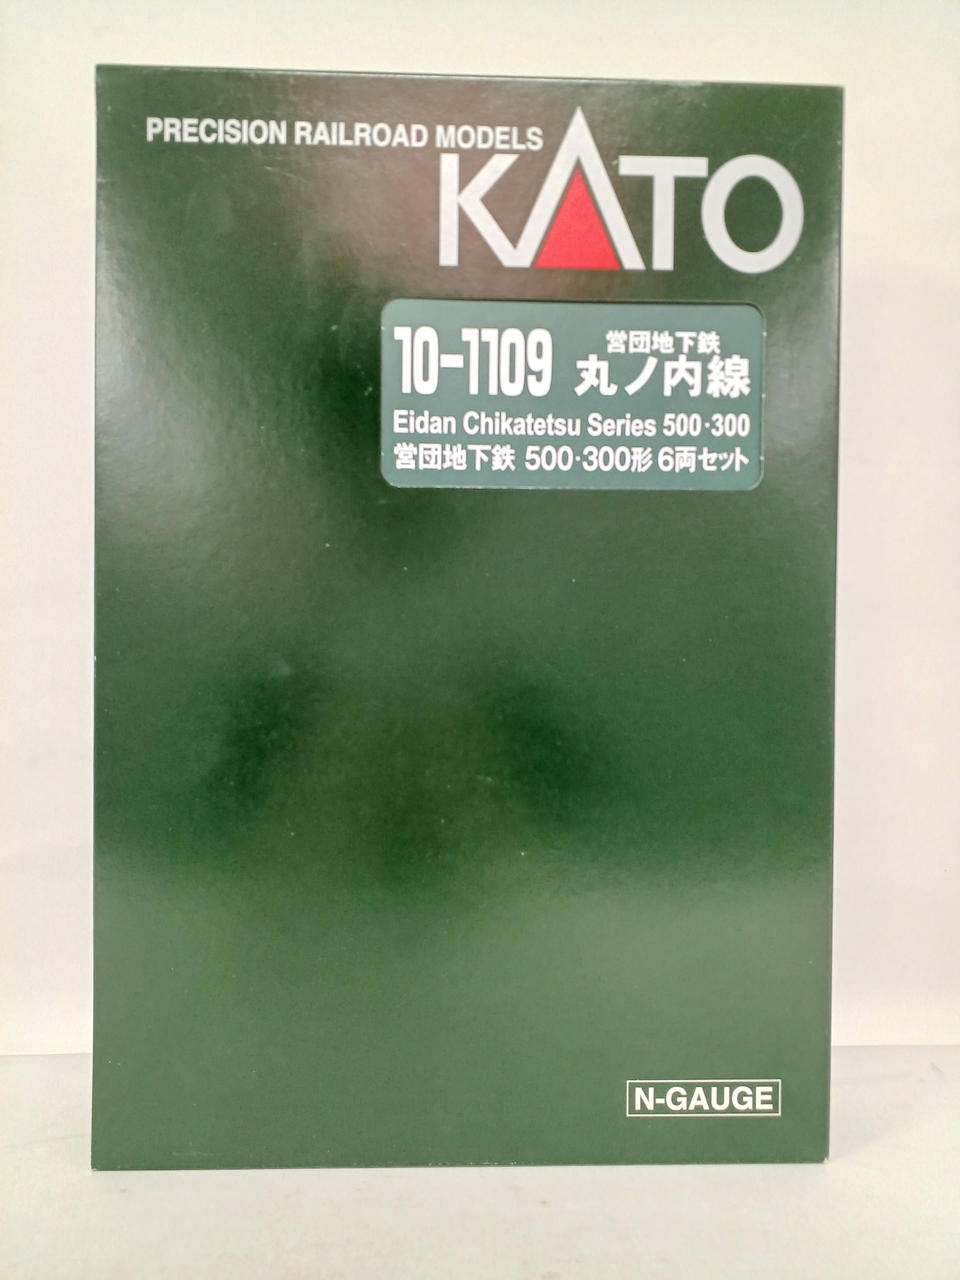 PRECISION RAILROAD MODELS
KATO
10-1109
営団地下鉄
丸ノ内線
Eidan Chikatetsu Series 500·300
営団地下鉄 500·300形 6両セット
N-GAUGE